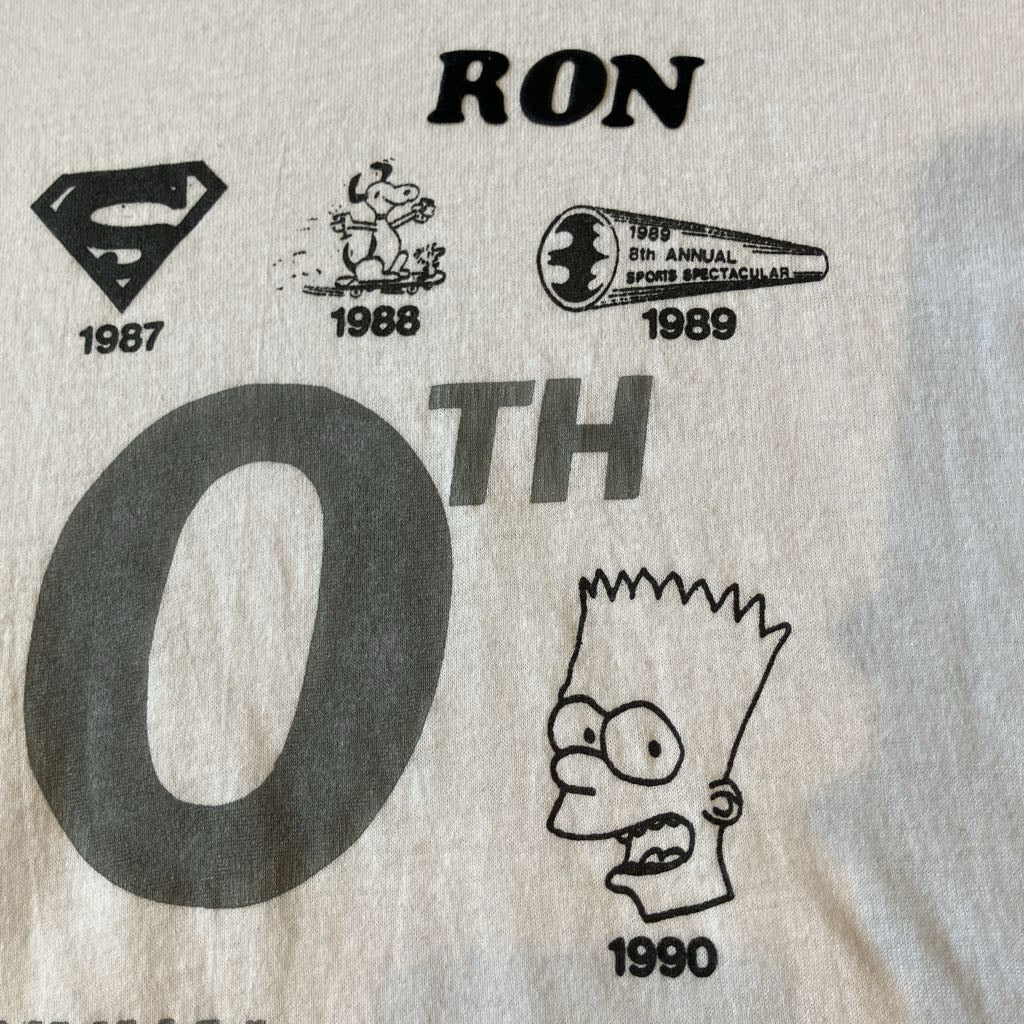 RON
S
1989
8th ANNUAL
SPORTS SPECTACULAR
1987
1988
1989
0TH
1990